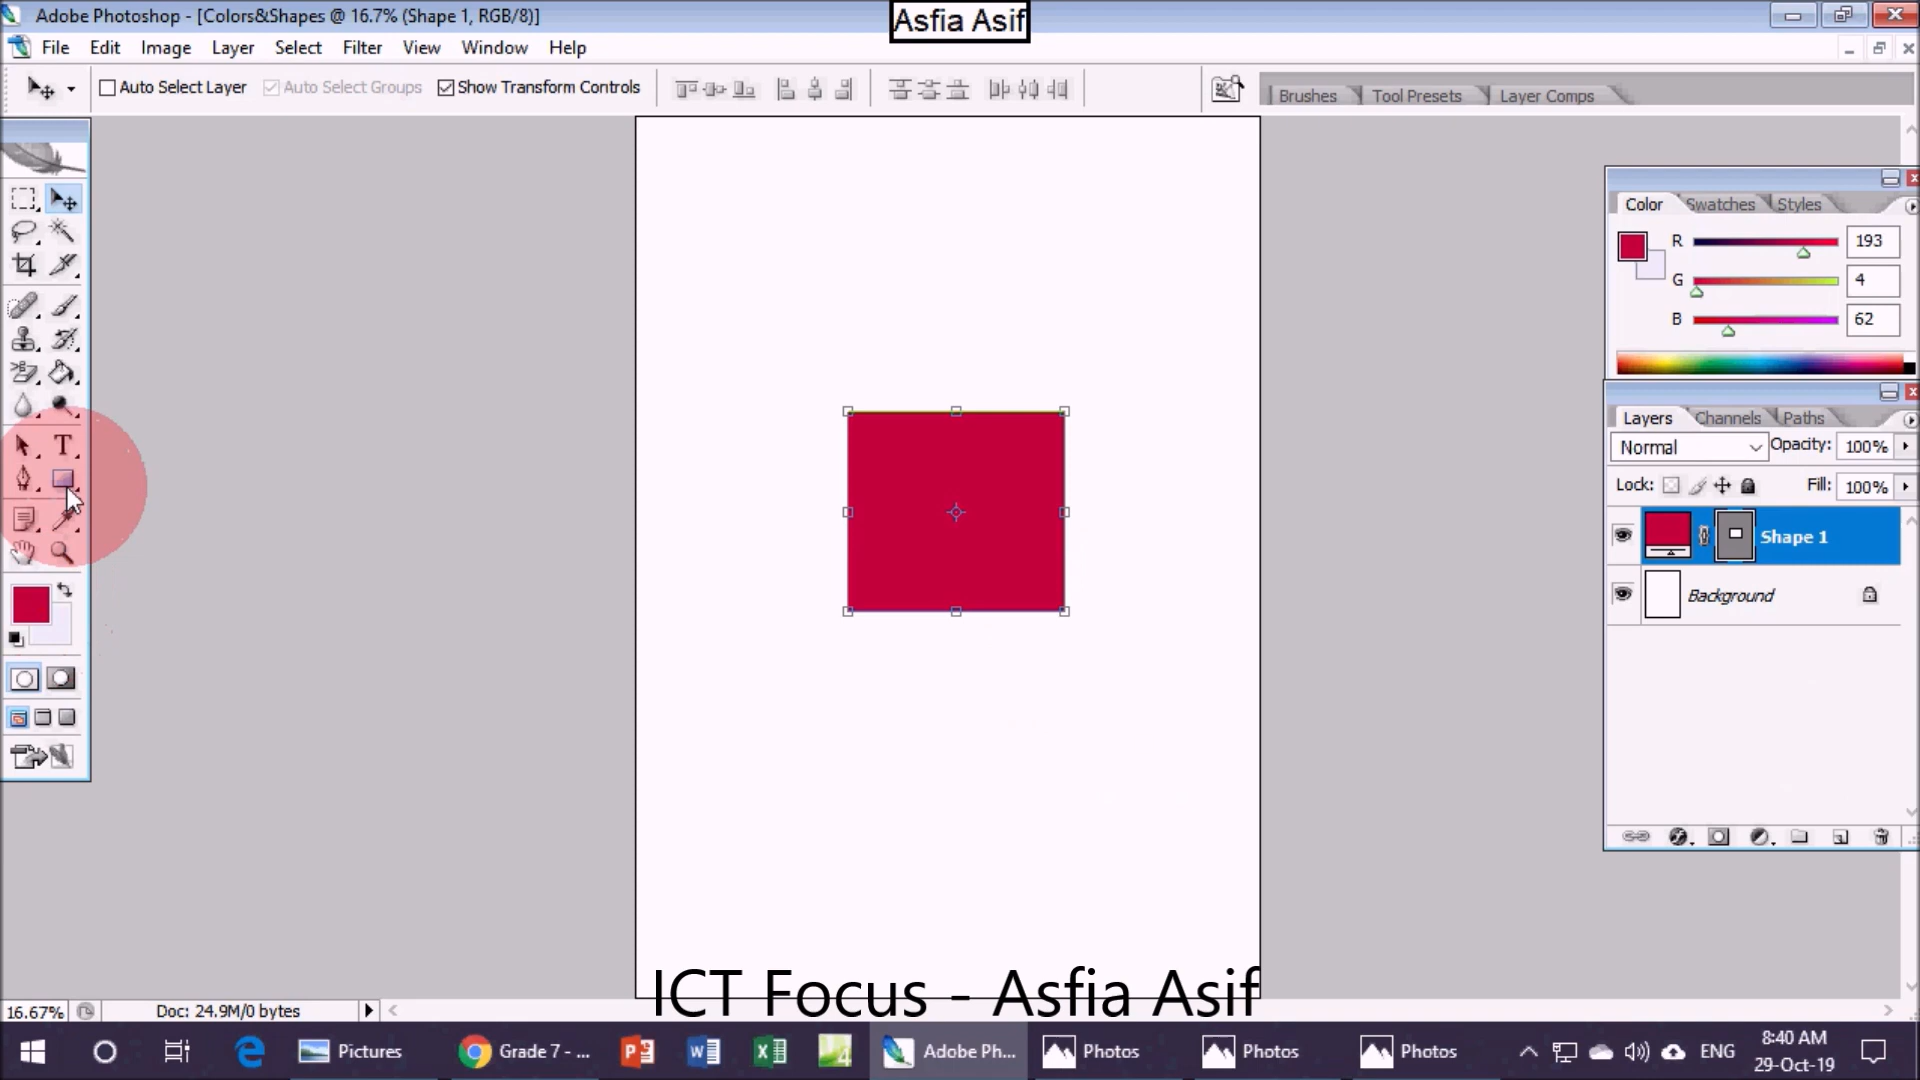 Adobe Photoshop - [Colors&Shapes @ 16.7% (Shape 1, RGB/8)]
Asfia Asif
File Edit Image Layer Select Filter View Window Help
Auto Select Layer Auto Select Groups Show Transform Controls
Brushes Tool Presets Layer Comps
Color Swatches Styles
R 193
G 4
B 62
Layers Channels Paths
Normal Opacity: 100%
Lock: Fill: 100%
Shape 1
Background
T
16.67% Doc: 24.9M/0 bytes
ICT Focus - Asfia Asif
Pictures Grade 7 - ... Adobe Ph... Photos Photos Photos ENG 8:40 AM
29-Oct-19